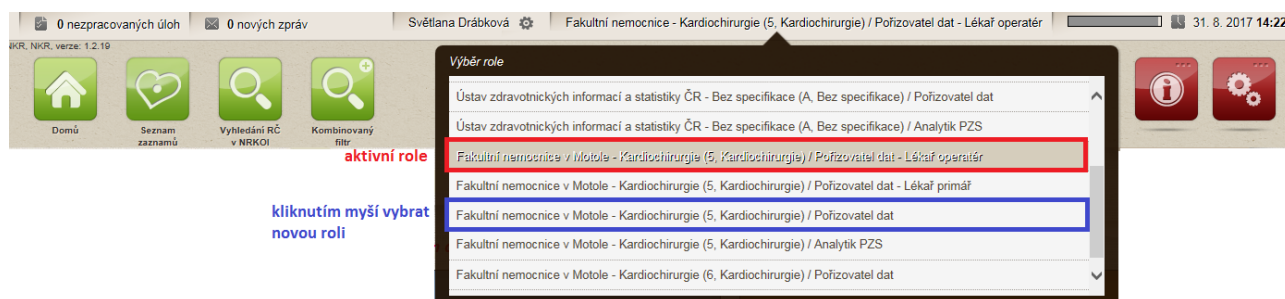 0 nezpracovaných úloh
0 nových zpráv
Světlana Drábková
Fakultní nemocnice - Kardiochirurgie (5, Kardiochirurgie) / Pořizovatel dat - Lékař operatér
31. 8. 2017 14:22
NKR, NKR, verze: 1.2.19
Domů
Seznam
zaznamů
Vyhledání RČ
v NRKOI
Kombinovaný
filtr
Výběr role
Ústav zdravotnických informací a statistiky ČR - Bez specifikace (A, Bez specifikace) / Pořizovatel dat
Ústav zdravotnických informací a statistiky ČR - Bez specifikace (A, Bez specifikace) / Analytik PZS
aktivní role
Fakultní nemocnice v Motole - Kardiochirurgie (5, Kardiochirurgie) / Pořizovatel dat - Lékař operatér
Fakultní nemocnice v Motole - Kardiochirurgie (5, Kardiochirurgie) / Pořizovatel dat - Lékař primář
kliknutím myší vybrat
novou roli
Fakultní nemocnice v Motole - Kardiochirurgie (5, Kardiochirurgie) / Pořizovatel dat
Fakultní nemocnice v Motole - Kardiochirurgie (5, Kardiochirurgie) / Analytik PZS
Fakultní nemocnice v Motole - Kardiochirurgie (6, Kardiochirurgie) / Pořizovatel dat